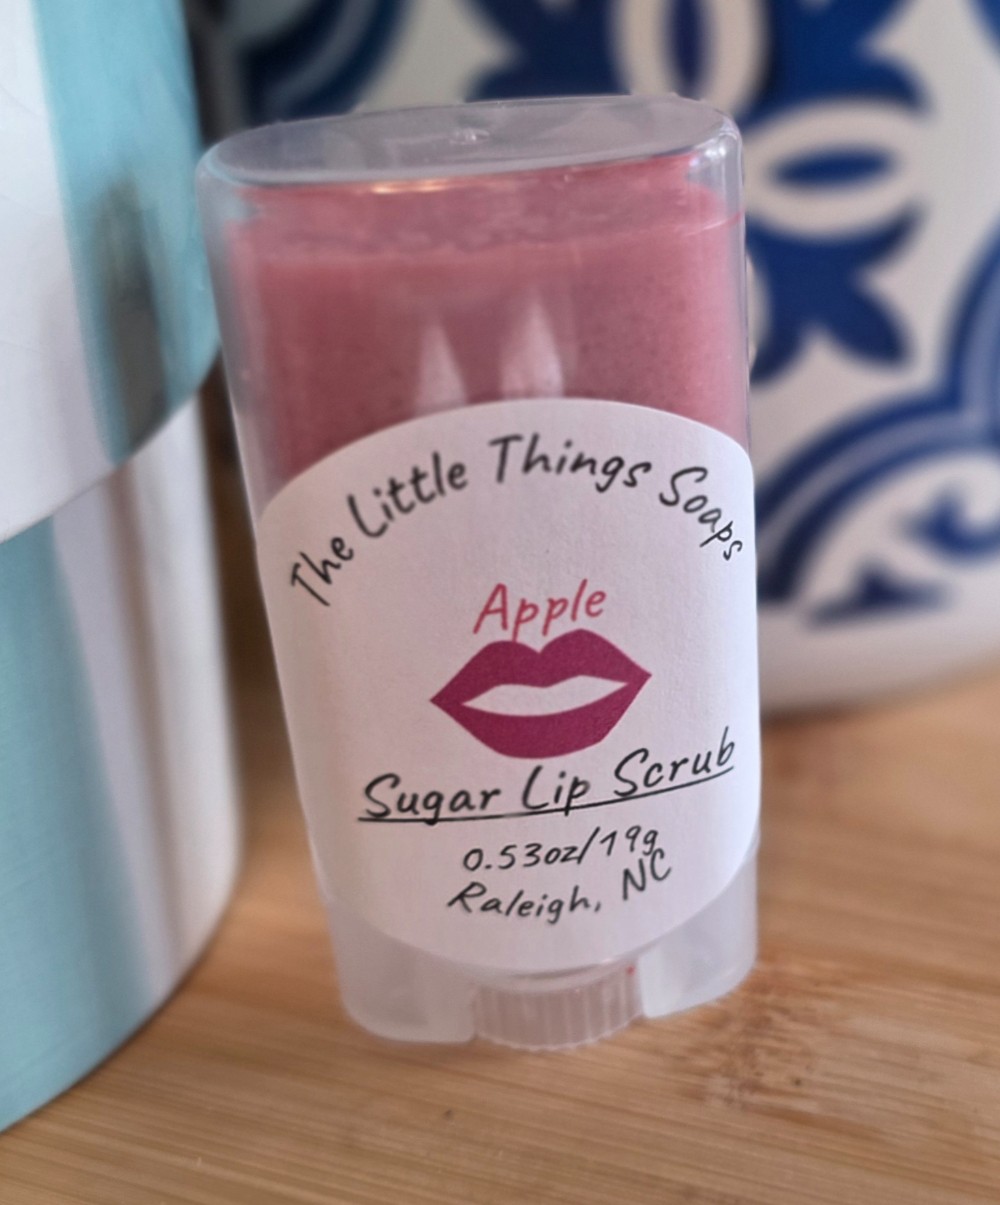 The Little Things Soaps
Apple
Sugar Lip Scrub
0.53oz/19g
Raleigh, NC